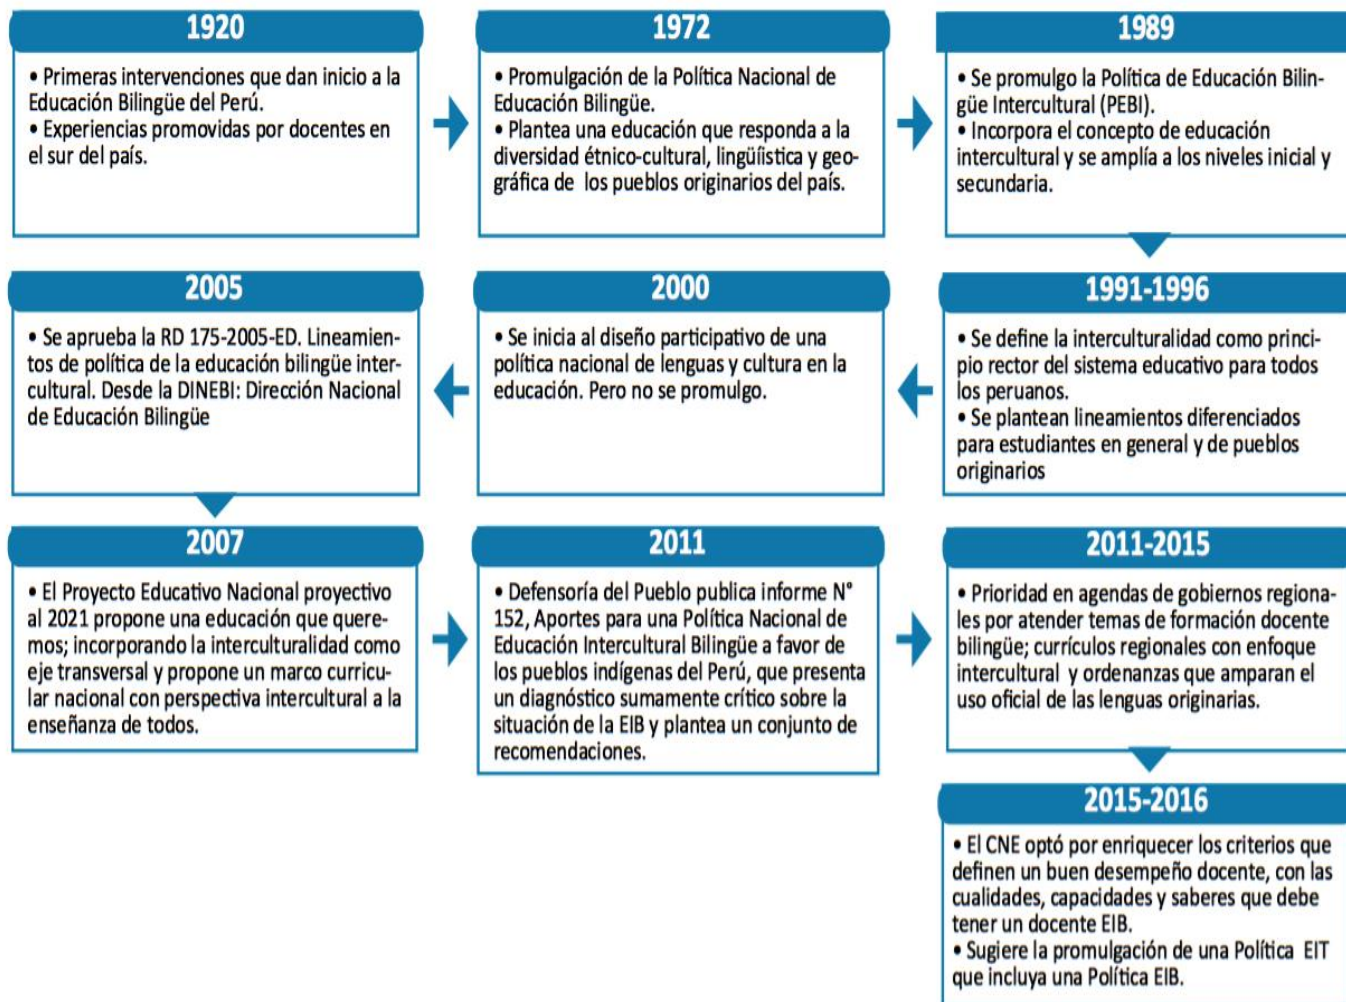 1920
• Primeras intervenciones que dan inicio a la
Educación Bilingüe del Perú.
• Experiencias promovidas por docentes en
el sur del país.
1972
• Promulgación de la Política Nacional de
Educación Bilingüe.
• Plantea una educación que responda a la
diversidad étnico-cultural, lingüíistica y geo-
gráfica de los pueblos originarios del país.
1989
• Se promulgo la Política de Educación Bilin-
güe Intercultural (PEBI).
• Incorpora el concepto de educación
intercultural y se amplía a los niveles inicial y
secundaria.
1991-1996
• Se define la interculturalidad como princi-
pio rector del sistema educativo para todos
los peruanos.
• Se plantean lineamientos diferenciados
para estudiantes en general y de pueblos
originarios
2000
• Se inicia al diseño participativo de una
política nacional de lenguas y cultura en la
educación. Pero no se promulgo.
2005
• Se aprueba la RD 175-2005-ED. Lineamien-
tos de política de la educación bilingüe inter-
cultural. Desde la DINEBI: Dirección Nacional
de Educación Bilingüe
2007
• El Proyecto Educativo Nacional proyectivo
al 2021 propone una educación que quere-
mos; incorporando la interculturalidad como
eje transversal y propone un marco curricu-
lar nacional con perspectiva intercultural a la
enseñanza de todos.
2011
• Defensoría del Pueblo publica informe N°
152, Aportes para una Política Nacional de
Educación Intercultural Bilingüe a favor de
los pueblos indígenas del Perú, que presenta
un diagnóstico sumamente crítico sobre la
situación de la EIB y plantea un conjunto de
recomendaciones.
2011-2015
• Prioridad en agendas de gobiernos regiona-
les por atender temas de formación docente
bilingüe; currículos regionales con enfoque
intercultural y ordenanzas que amparan el
uso oficial de las lenguas originarias.
2015-2016
• El CNE optó por enriquecer los criterios que
definen un buen desempeño docente, con las
cualidades, capacidades y saberes que debe
tener un docente EIB.
• Sugiere la promulgación de una Política EIT
que incluya una Política EIB.